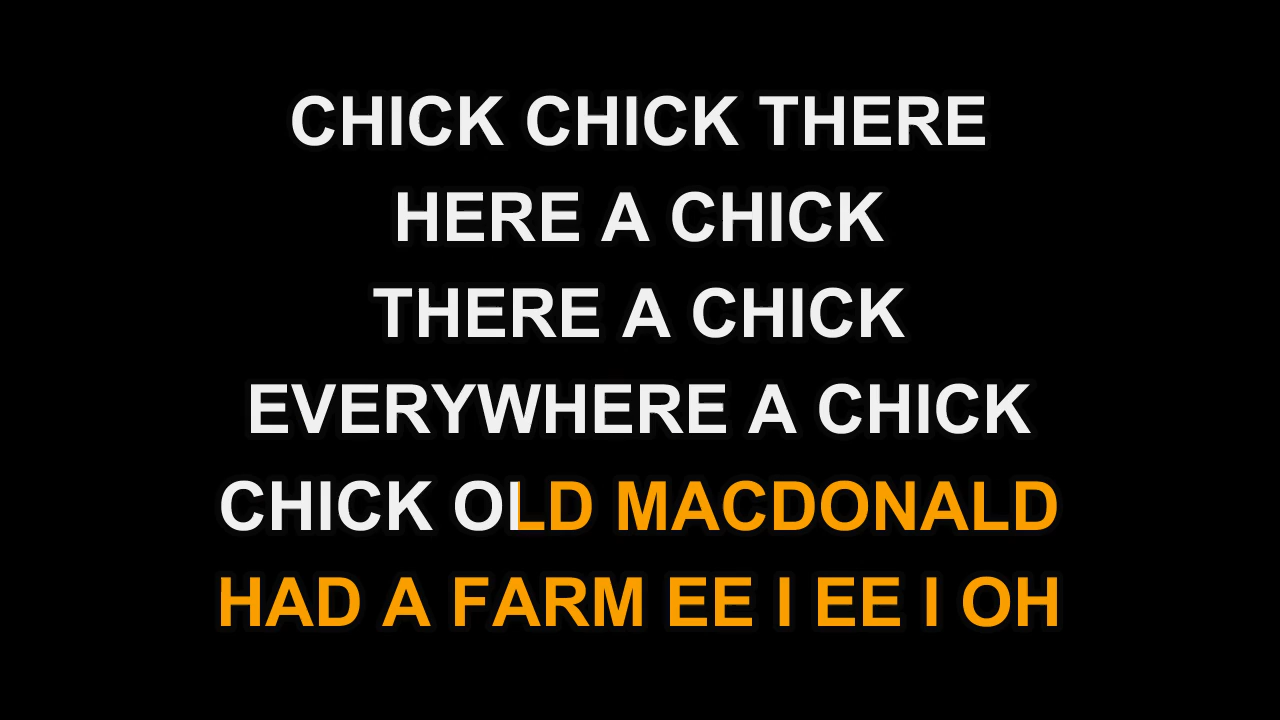 CHICK CHICK THERE
HERE A CHICK
THERE A CHICK
EVERYWHERE A CHICK
CHICK OLD MACDONALD
HAD A FARM EE I EE I OH